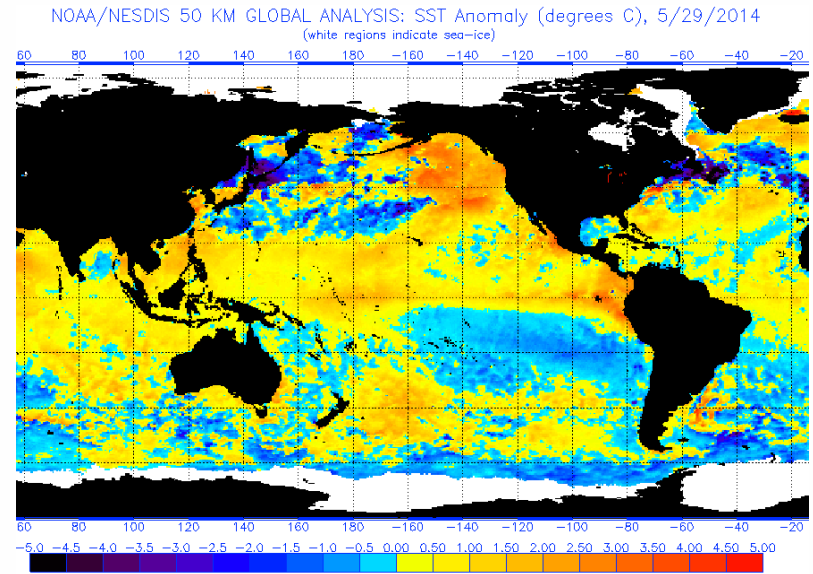 NOAA/NESDIS 50 KM GLOBAL ANALYSIS: SST Anomaly (degrees C), 5/29/2014
(white regions indicate sea-ice)
60 80 100 120 140 160 180 -160 -140 -120 -100 -80 -60 -40 -20
60 80 100 120 140 160 180 -160 -140 -120 -100 -80 -60 -40 -20
-5.0 -4.5 -4.0 -3.5 -3.0 -2.5 -2.0 -1.5 -1.0 -0.5 0.00 0.50 1.00 1.50 2.00 2.50 3.00 3.50 4.00 4.50 5.00